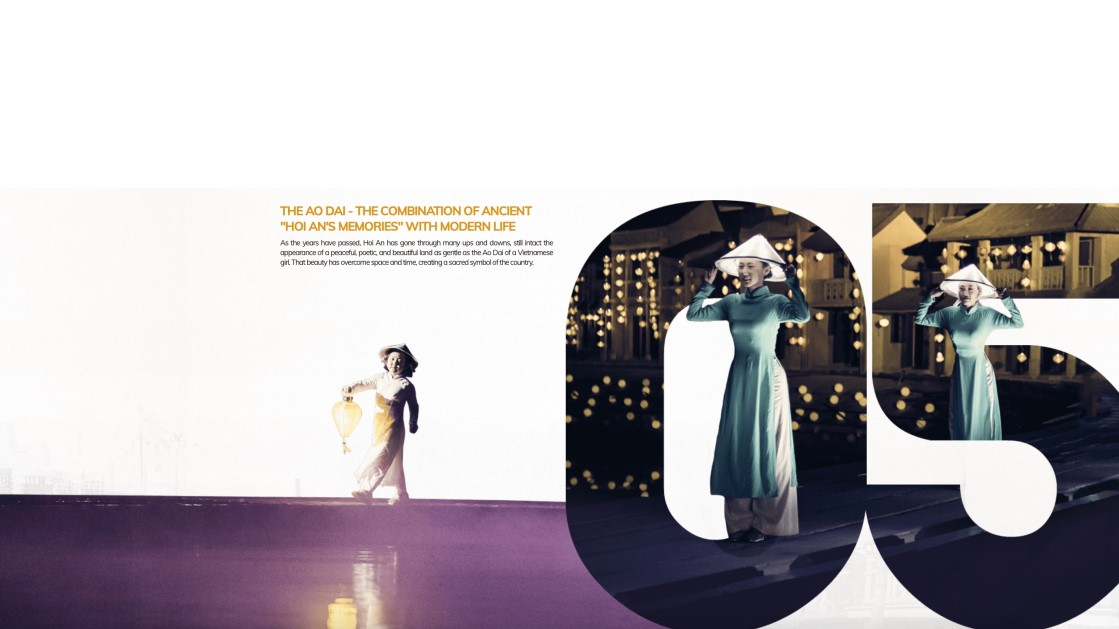 THE AO DAI - THE COMBINATION OF ANCIENT
"HOI AN'S MEMORIES" WITH MODERN LIFE
As the years have passed, Hoi An has gone through many ups and downs, still intact the
appearance of a peaceful, poetic, and beautiful land as gentle as the Ao Dai of a Vietnamese
girl. That beauty has overcome space and time, creating a sacred symbol of the country.
05